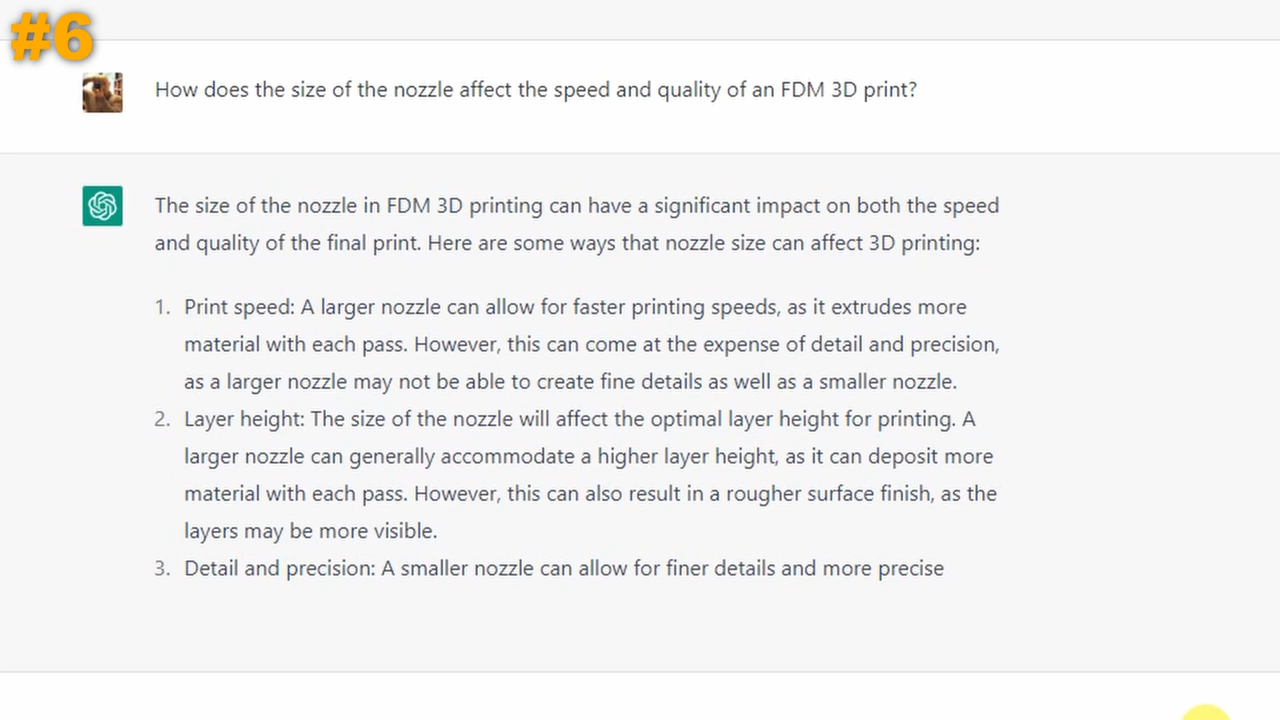 #6
How does the size of the nozzle affect the speed and quality of an FDM 3D print?
The size of the nozzle in FDM 3D printing can have a significant impact on both the speed
and quality of the final print. Here are some ways that nozzle size can affect 3D printing:
1. Print speed: A larger nozzle can allow for faster printing speeds, as it extrudes more
material with each pass. However, this can come at the expense of detail and precision,
as a larger nozzle may not be able to create fine details as well as a smaller nozzle.
2. Layer height: The size of the nozzle will affect the optimal layer height for printing. A
larger nozzle can generally accommodate a higher layer height, as it can deposit more
material with each pass. However, this can also result in a rougher surface finish, as the
layers may be more visible.
3. Detail and precision: A smaller nozzle can allow for finer details and more precise